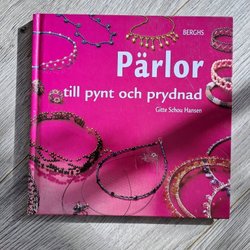 BERGHS
Pärlor
till pynt och prydnad
Gitte Schou Hansen